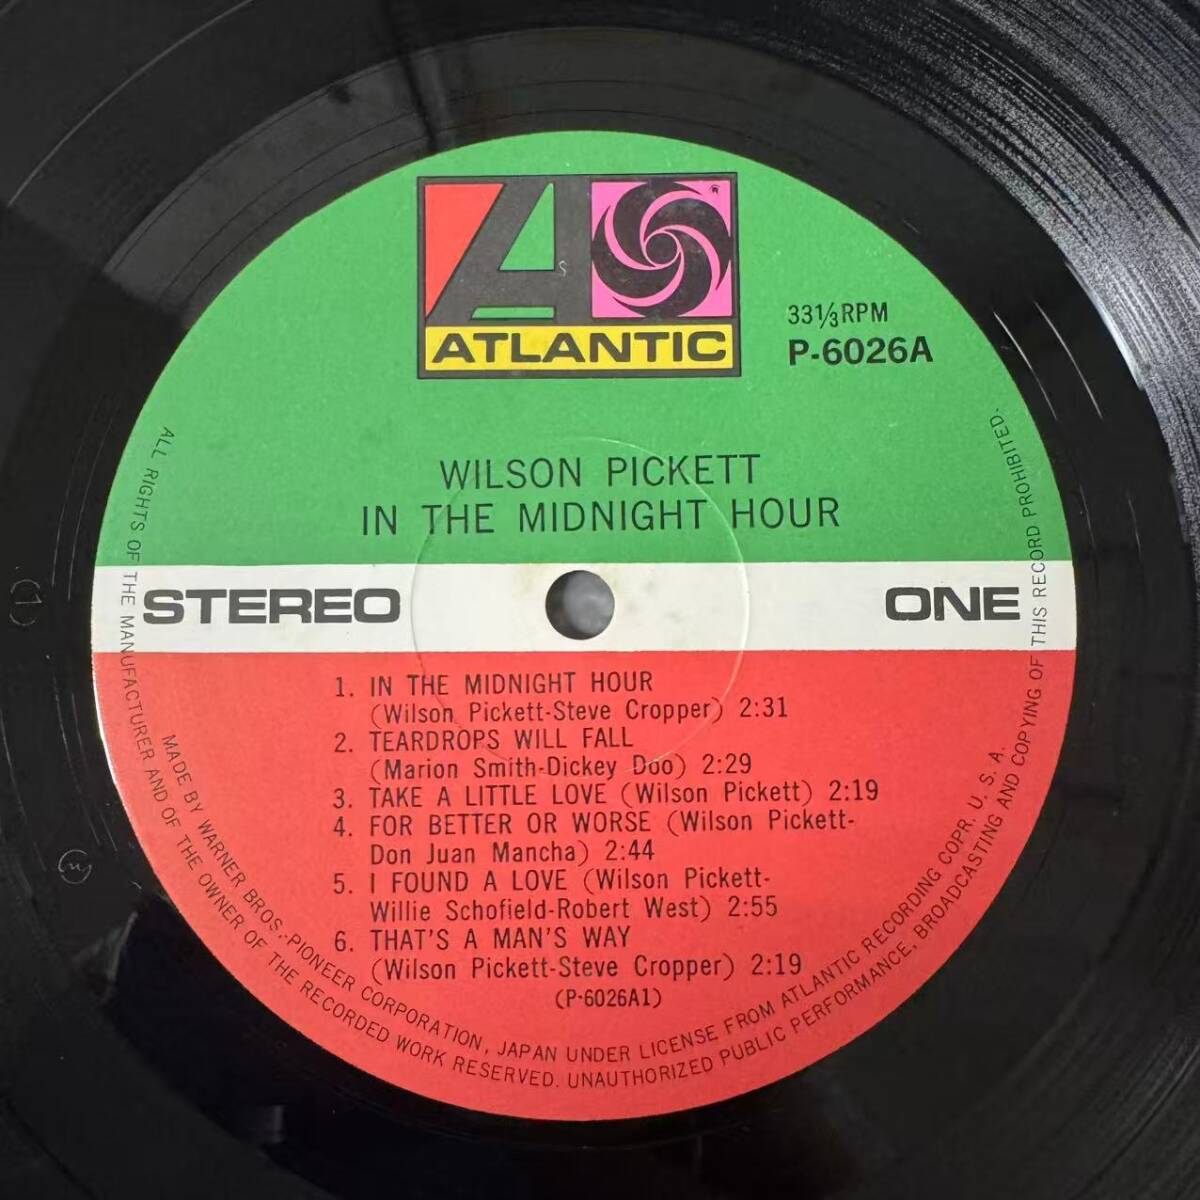 ATLANTIC
®
33⅓RPM
P-6026A
WILSON PICKETT
IN THE MIDNIGHT HOUR
STEREO
ONE
1. IN THE MIDNIGHT HOUR
(Wilson Pickett-Steve Cropper) 2:31
2. TEARDROPS WILL FALL
(Marion Smith-Dickey Doo) 2:29
3. TAKE A LITTLE LOVE (Wilson Pickett) 2:19
4. FOR BETTER OR WORSE (Wilson Pickett-
Don Juan Mancha) 2:44
5. I FOUND A LOVE (Wilson Pickett-
Willie Schofield-Robert West) 2:55
6. THAT'S A MAN'S WAY
(Wilson Pickett-Steve Cropper) 2:19
(P-6026A1)
MADE BY WARNER BROS.-PIONEER CORPORATION, JAPAN UNDER LICENSE FROM ATLANTIC RECORDING COPR. U. S. A.
ALL RIGHTS OF THE MANUFACTURER AND OF THE OWNER OF THE RECORDED WORK RESERVED. UNAUTHORIZED PUBLIC PERFORMANCE, BROADCASTING AND COPYING OF THIS RECORD PROHIBITED.